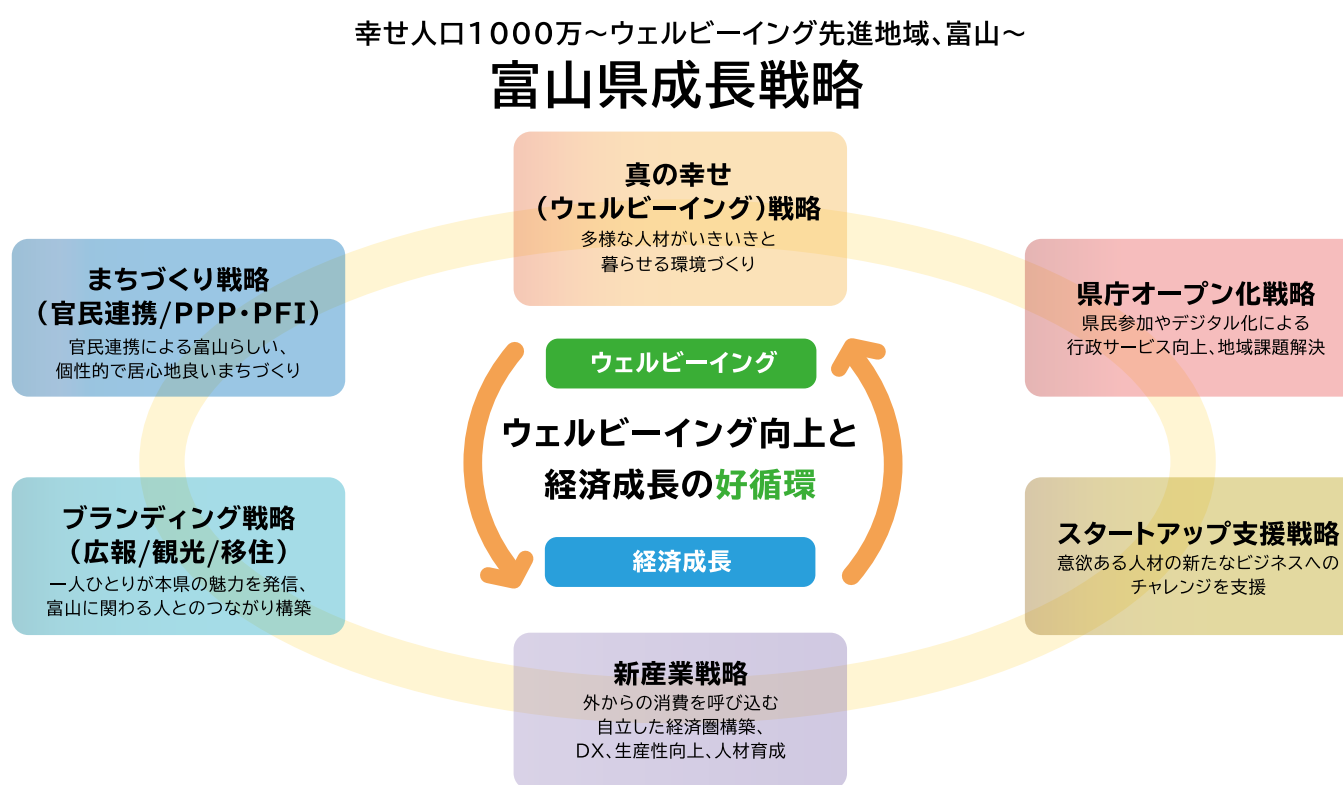 幸せ人口1000万～ウェルビーイング先進地域、富山～
富山県成長戦略
真の幸せ
（ウェルビーイング）戦略
多様な人材がいきいきと
暮らせる環境づくり
まちづくり戦略
（官民連携/PPP・PFI）
官民連携による富山らしい、
個性的で居心地良いまちづくり
県庁オープン化戦略
県民参加やデジタル化による
行政サービス向上、地域課題解決
ウェルビーイング
ウェルビーイング向上と
経済成長の好循環
経済成長
ブランディング戦略
（広報/観光/移住）
一人ひとりが本県の魅力を発信、
富山に関わる人とのつながり構築
スタートアップ支援戦略
意欲ある人材の新たなビジネスへの
チャレンジを支援
新産業戦略
外からの消費を呼び込む
自立した経済圏構築、
DX、生産性向上、人材育成